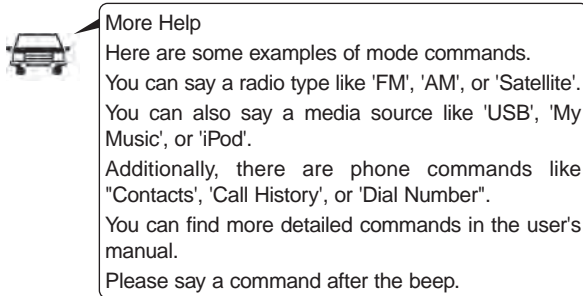 More Help
Here are some examples of mode commands.
You can say a radio type like 'FM', 'AM', or 'Satellite'.
You can also say a media source like 'USB', 'My
Music', or 'iPod'.
Additionally, there are phone commands like
"Contacts', 'Call History', or 'Dial Number".
You can find more detailed commands in the user's
manual.
Please say a command after the beep.